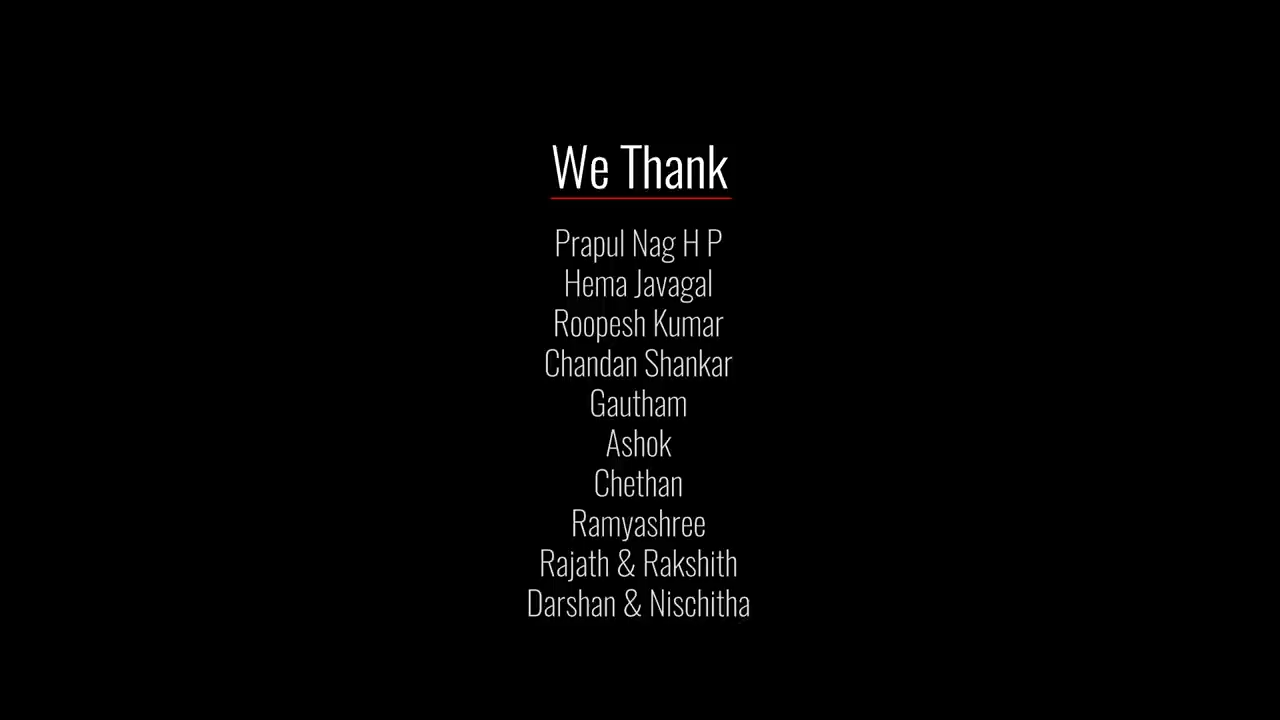 We Thank
Prapul Nag H P
Hema Javagal
Roopesh Kumar
Chandan Shankar
Gautham
Ashok
Chethan
Ramyashree
Rajath & Rakshith
Darshan & Nischitha